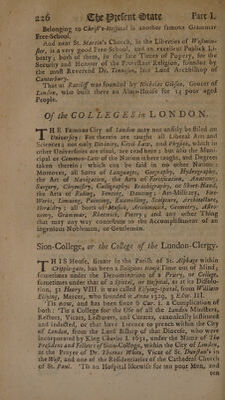 226 The Present State Part I.
Belonging to Christ's-Hospital is another famous Grammar
Free-School.
And near St. Martin's Church, in the Liberties of Westmin-
ster, is a very good Free-School, and an excellent Publick Li-
brary; both of them, in the late Times of Popery, for the
Security and Honour of the Protestant Religion, founded by
the most Reverend Dr. Tennison, late Lord Archbishop of
Canterbury.
That at Ratcliff was founded by Nicholas Gibson, Grocer of
London, who built there an Alms-House for 14 poor aged
People.
Of the COLLEGES in LONDON.
THE Famous City of London may not unfitly be stiled an
University: For therein are taught all Liberal Arts and
Sciences; not only Divinity, Civil Law, and Physick, which in
other Universities are usual, are read here; but also the Muni-
cipal or Common-Law of the Nation is here taught, and Degrees
taken therein; which can be said in no other Nation:
Moreover, all Sorts of Languages, Geography, Hydrography,
the Art of Navigation, the Arts of Fortification, Anatomy,
Surgery, Chymistry, Calligraphy, Brachygraphy, or Short-Hand,
the Arts of Riding, Fencing, Dancing; Art-Military, Fire-
Works, Limning, Painting, Enamelling, Sculpture, Architecture,
Heraldry; all Sorts of Musick, Arithmetick, Geometry, Astro-
nomy, Grammar, Rhetorick, Poetry; and any other Thing
that may any way contribute to the Accomplishment of an
ingenious Nobleman, or Gentleman.
Sion-College, or the College of the London-Clergy.
THIS House, situate in the Parish of St. Alphage within
Cripplegate, has been a Religious House Time out of Mind;
sometimes under the Denomination of a Priory, or College,
sometimes under that of a Spittal, or Hospital, as at its Dissolu-
tion, 31 Henry VIII. it was called Elsyng-Spital, from William
Elsyng, Mercer, who founded it Anno 1329, 3 Edw. III.
'Tis now, and has been since 6 Car. I. a Composition of
both: 'Tis a College for the Use of all the London Ministers,
Rectors, Vicars, Lecturers, and Curats, canonically instituted
and inducted, or that have Licence to preach within the City
of London, from the Lord Bishop of that Diocese, who were
incorporated by King Charles I. 1631, under the Name of The
President and Fellows of Sion-College, within the City of London,
at the Prayer of Dr. Thomas White, Vicar of St. Dunstan's in
the West, and one of the Residentiaries of the Cathedral Church
of St. Paul. 'Tis an Hospital likewise for ten poor Men, and
ten